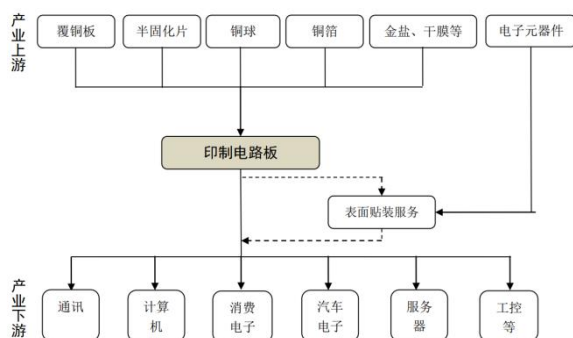 产业上游
覆铜板
半固化片
铜球
铜箔
金盐、干膜等
电子元器件
印制电路板
表面贴装服务
产业下游
通讯
计算
机
消费
电子
汽车
电子
服务
器
工控
等